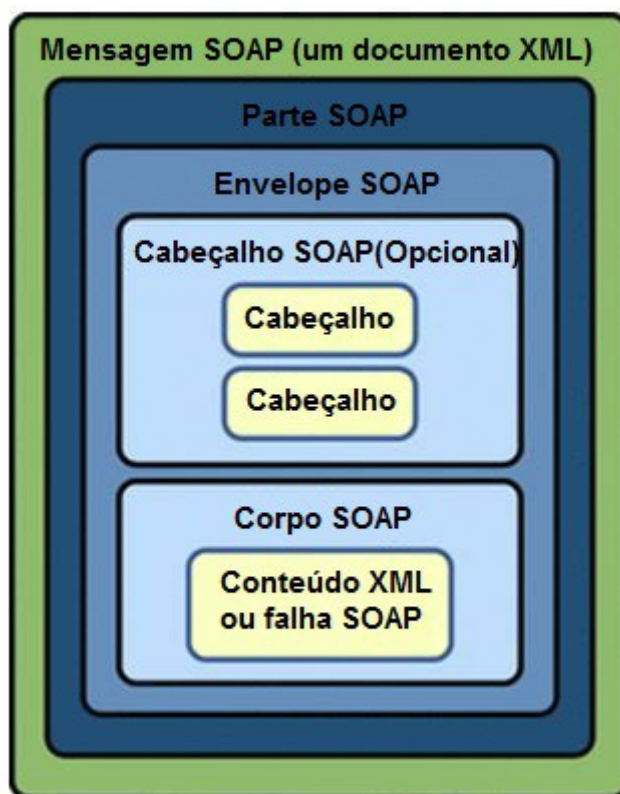 Mensagem SOAP (um documento XML)
Parte SOAP
Envelope SOAP
Cabeçalho SOAP(Opcional)
Cabeçalho
Cabeçalho
Corpo SOAP
Conteúdo XML
ou falha SOAP